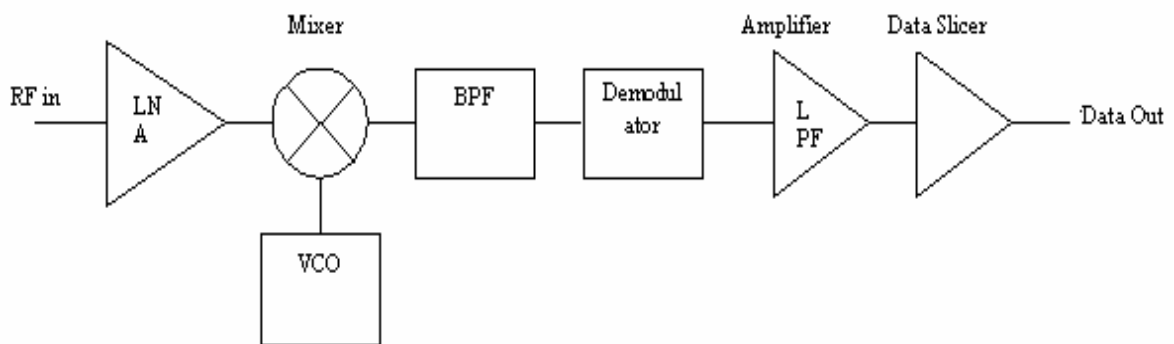 Mixer
Amplifier
Data Slicer
RF in
LN
A
BPF
Demodul
ator
L
PF
Data Out
VCO